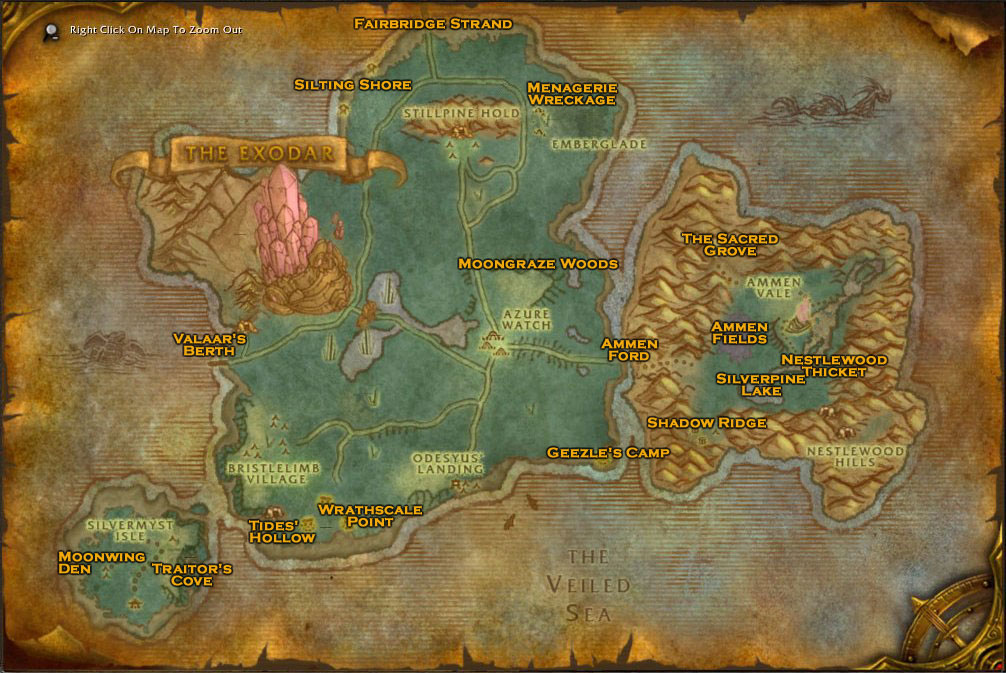 FAIRBRIDGE STRAND
Right Click On Map To Zoom Out
SILTING SHORE
MENAGERIE
WRECKAGE
STILLPINE HOLD
EMBERGLADE
THE EXODAR
THE SACRED
GROVE
MOONGRAZE WOODS
AMMEN
VALE
AZURE
WATCH
AMMEN
FIELDS
VALAAR'S
BERTH
AMMEN
FORD
NESTLEWOOD
THICKET
SILVERPINE
LAKE
SHADOW RIDGE
GEEZLE'S CAMP
NESTLEWOOD
HILLS
BRISTLELIMB
VILLAGE
ODESYUS'
LANDING
WRATHSCALE
POINT
TIDES'
HOLLOW
SILVERMYST
ISLE
MOONWING
DEN
TRAITOR'S
COVE
THE
VEILED
SEA